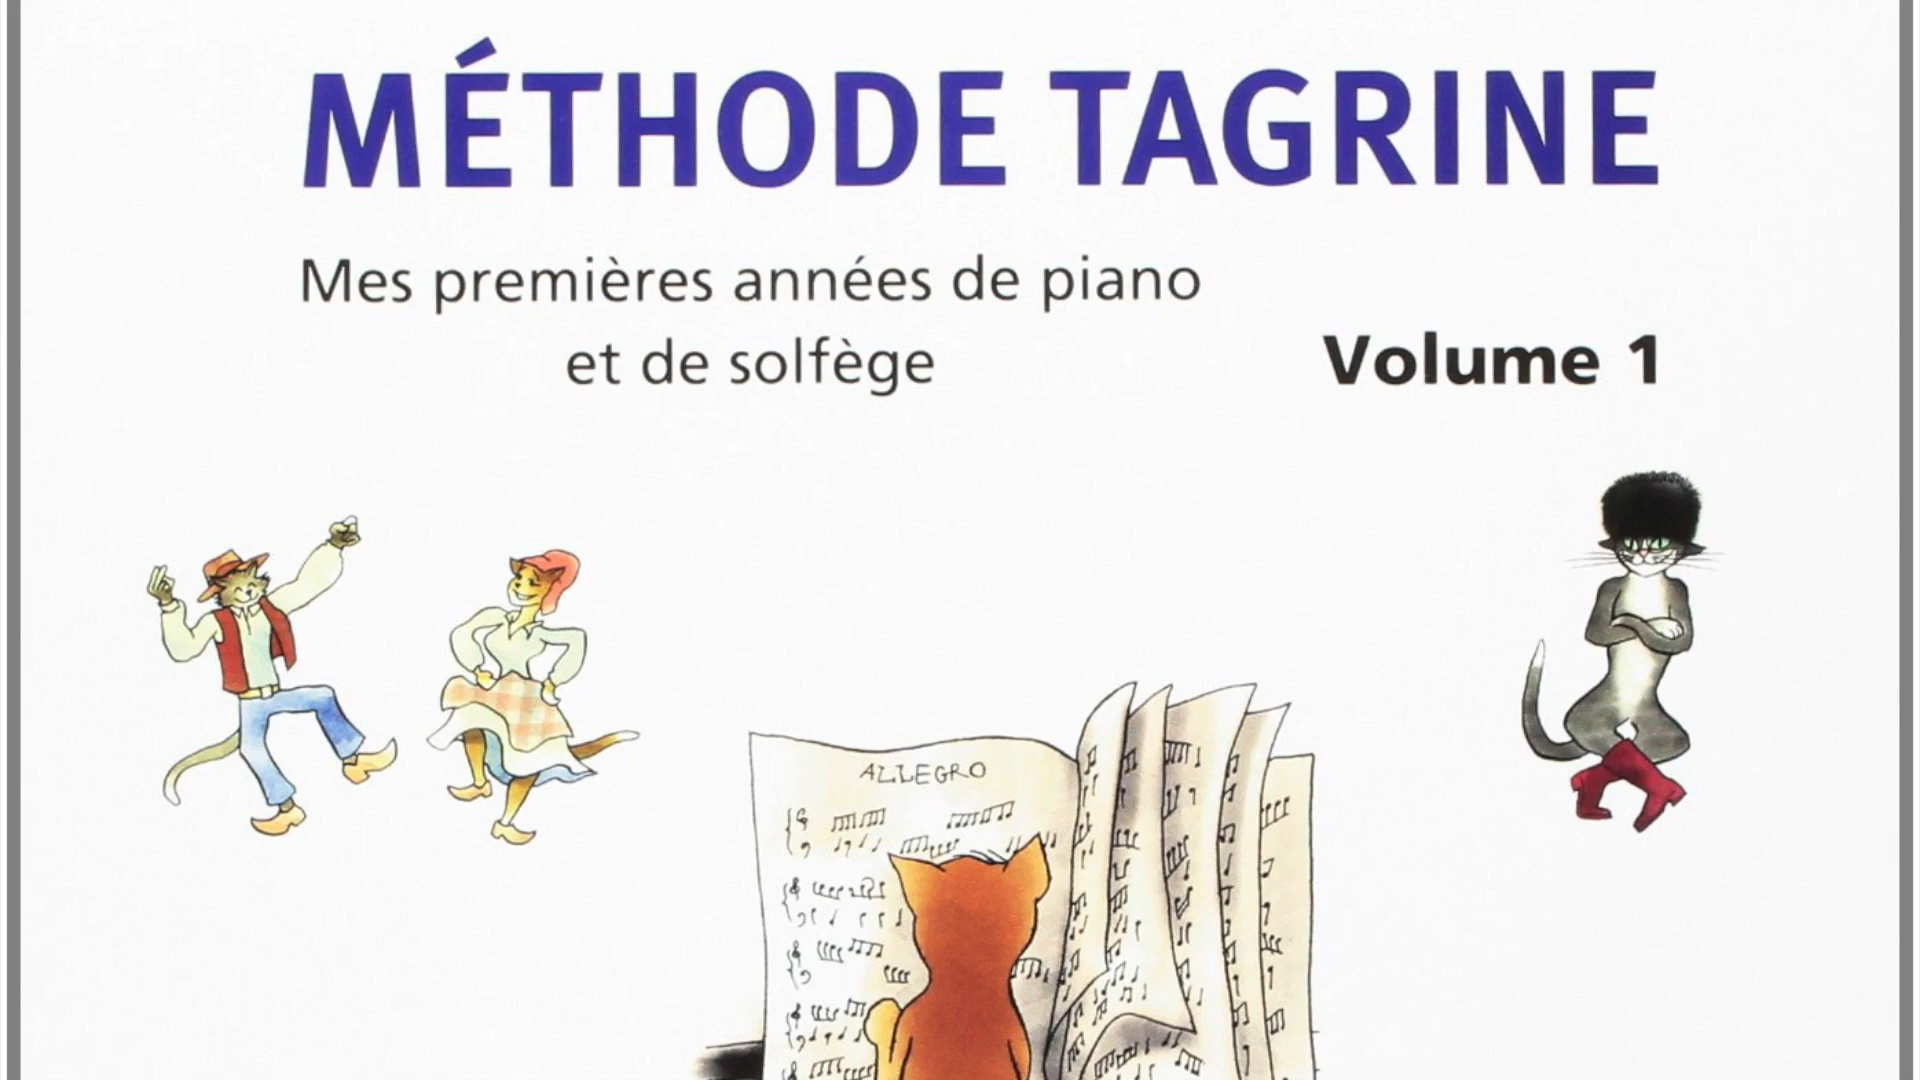 MÉTHODE TAGRINE
Mes premières années de piano
et de solfège
Volume 1
ALLEGRO